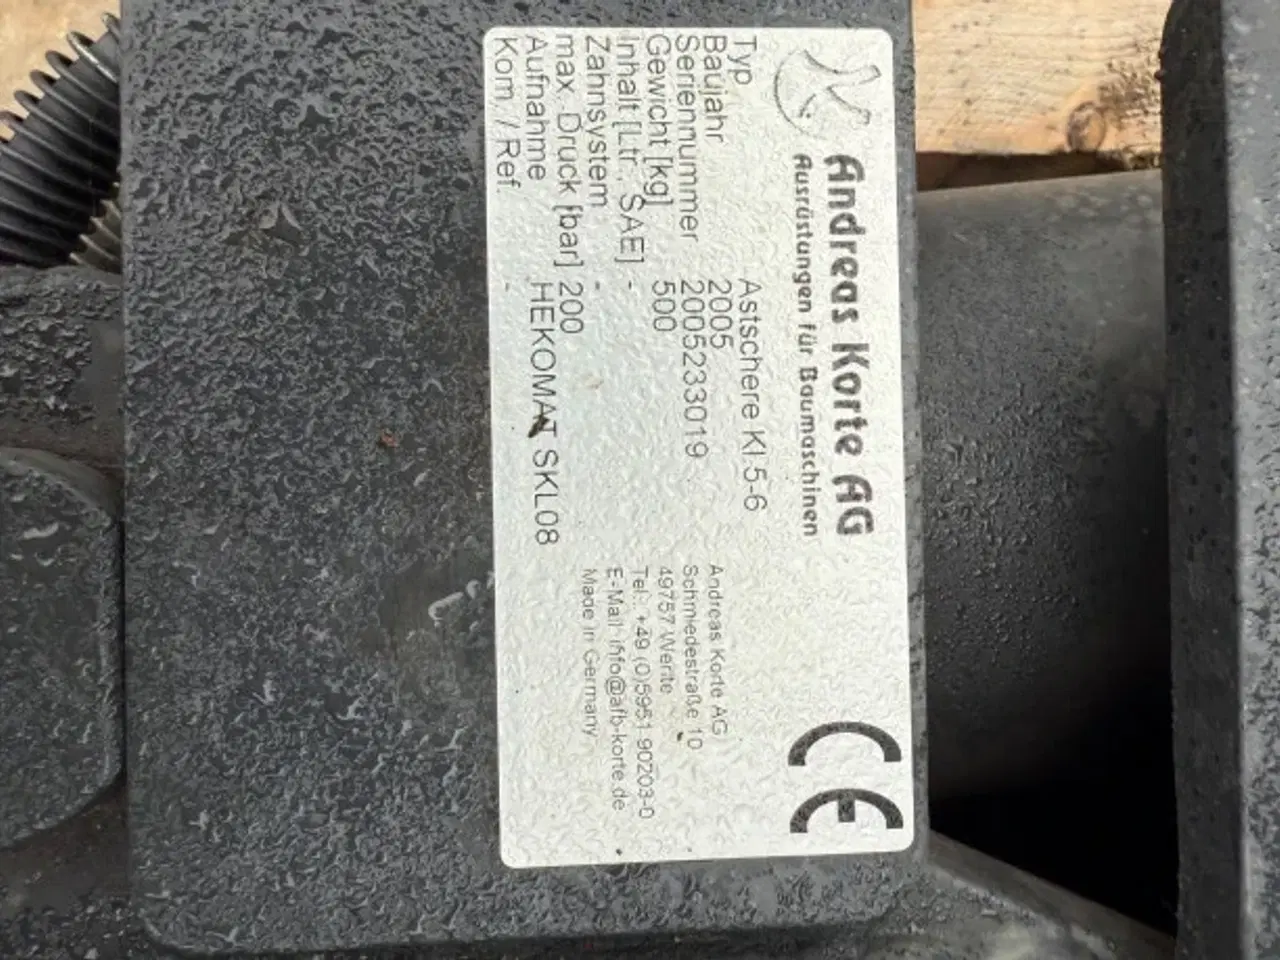 Andreas Korte AG
Ausrüstungen für Baumaschinen
CE
Typ Astschere Kl.5-6
Baujahr 2005
Seriennummer 2005233019
Gewicht [kg] 500
Inhalt [Ltr., SAE] -
Zahnsystem -
max. Druck [bar] 200
Aufnahme HEKOMAT SKL08
Kom. / Ref. -
Andreas Korte AG
Schmiedestraße 10
49757 Werlte
Tel.: +49 (0)5951 90203-0
E-Mail: info@afb-korte.de
Made in Germany